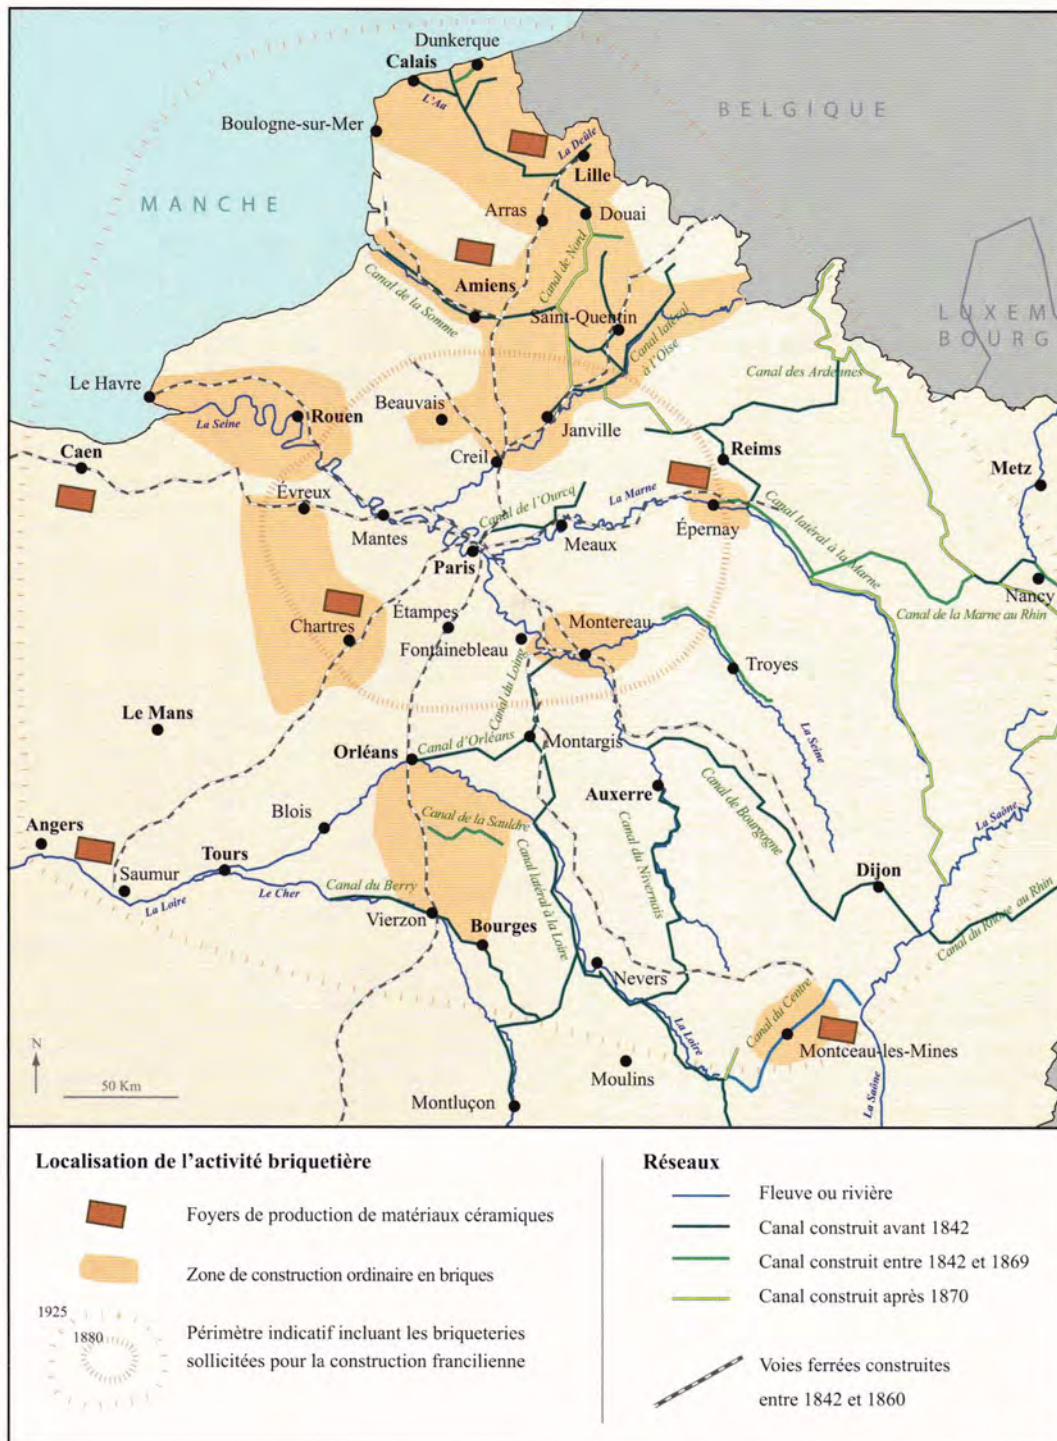 Dunkerque
Calais
L'Aa
BELGIQUE
Boulogne-sur-Mer
La Deûle
Lille
MANCHE
Arras
Douai
Canal de Nord
Amiens
Canal de la Somme
Saint-Quentin
Canal latéral
à l'Oise
LUXEM
BOURG
Canal des Ardennes
Le Havre
Rouen
La Seine
Beauvais
Janville
Reims
Caen
Creil
Metz
Évreux
Canal de l'Ourcq
La Marne
Mantes
Meaux
Épernay
Canal latéral à la Marne
Paris
Nancy
Étampes
Canal de la Marne au Rhin
Chartres
Montereau
Fontainebleau
Canal du Loing
Troyes
Le Mans
La Seine
Orléans
Canal d'Orléans
Montargis
Auxerre
Canal de Bourgogne
Blois
Canal de la Sauldre
La Saône
Angers
Tours
Canal du Nivernais
Saumur
La Loire
Le Cher
Canal du Berry
Canal latéral à la Loire
Dijon
Vierzon
Bourges
Canal du Rhône au Rhin
Nevers
Canal du Centre
La Loire
Montceau-les-Mines
N
50 Km
Moulins
La Saône
Montluçon
Localisation de l'activité briquetière
Foyers de production de matériaux céramiques
Zone de construction ordinaire en briques
1925
1880
Périmètre indicatif incluant les briqueteries
sollicitées pour la construction francilienne
Réseaux
Fleuve ou rivière
Canal construit avant 1842
Canal construit entre 1842 et 1869
Canal construit après 1870
Voies ferrées construites
entre 1842 et 1860